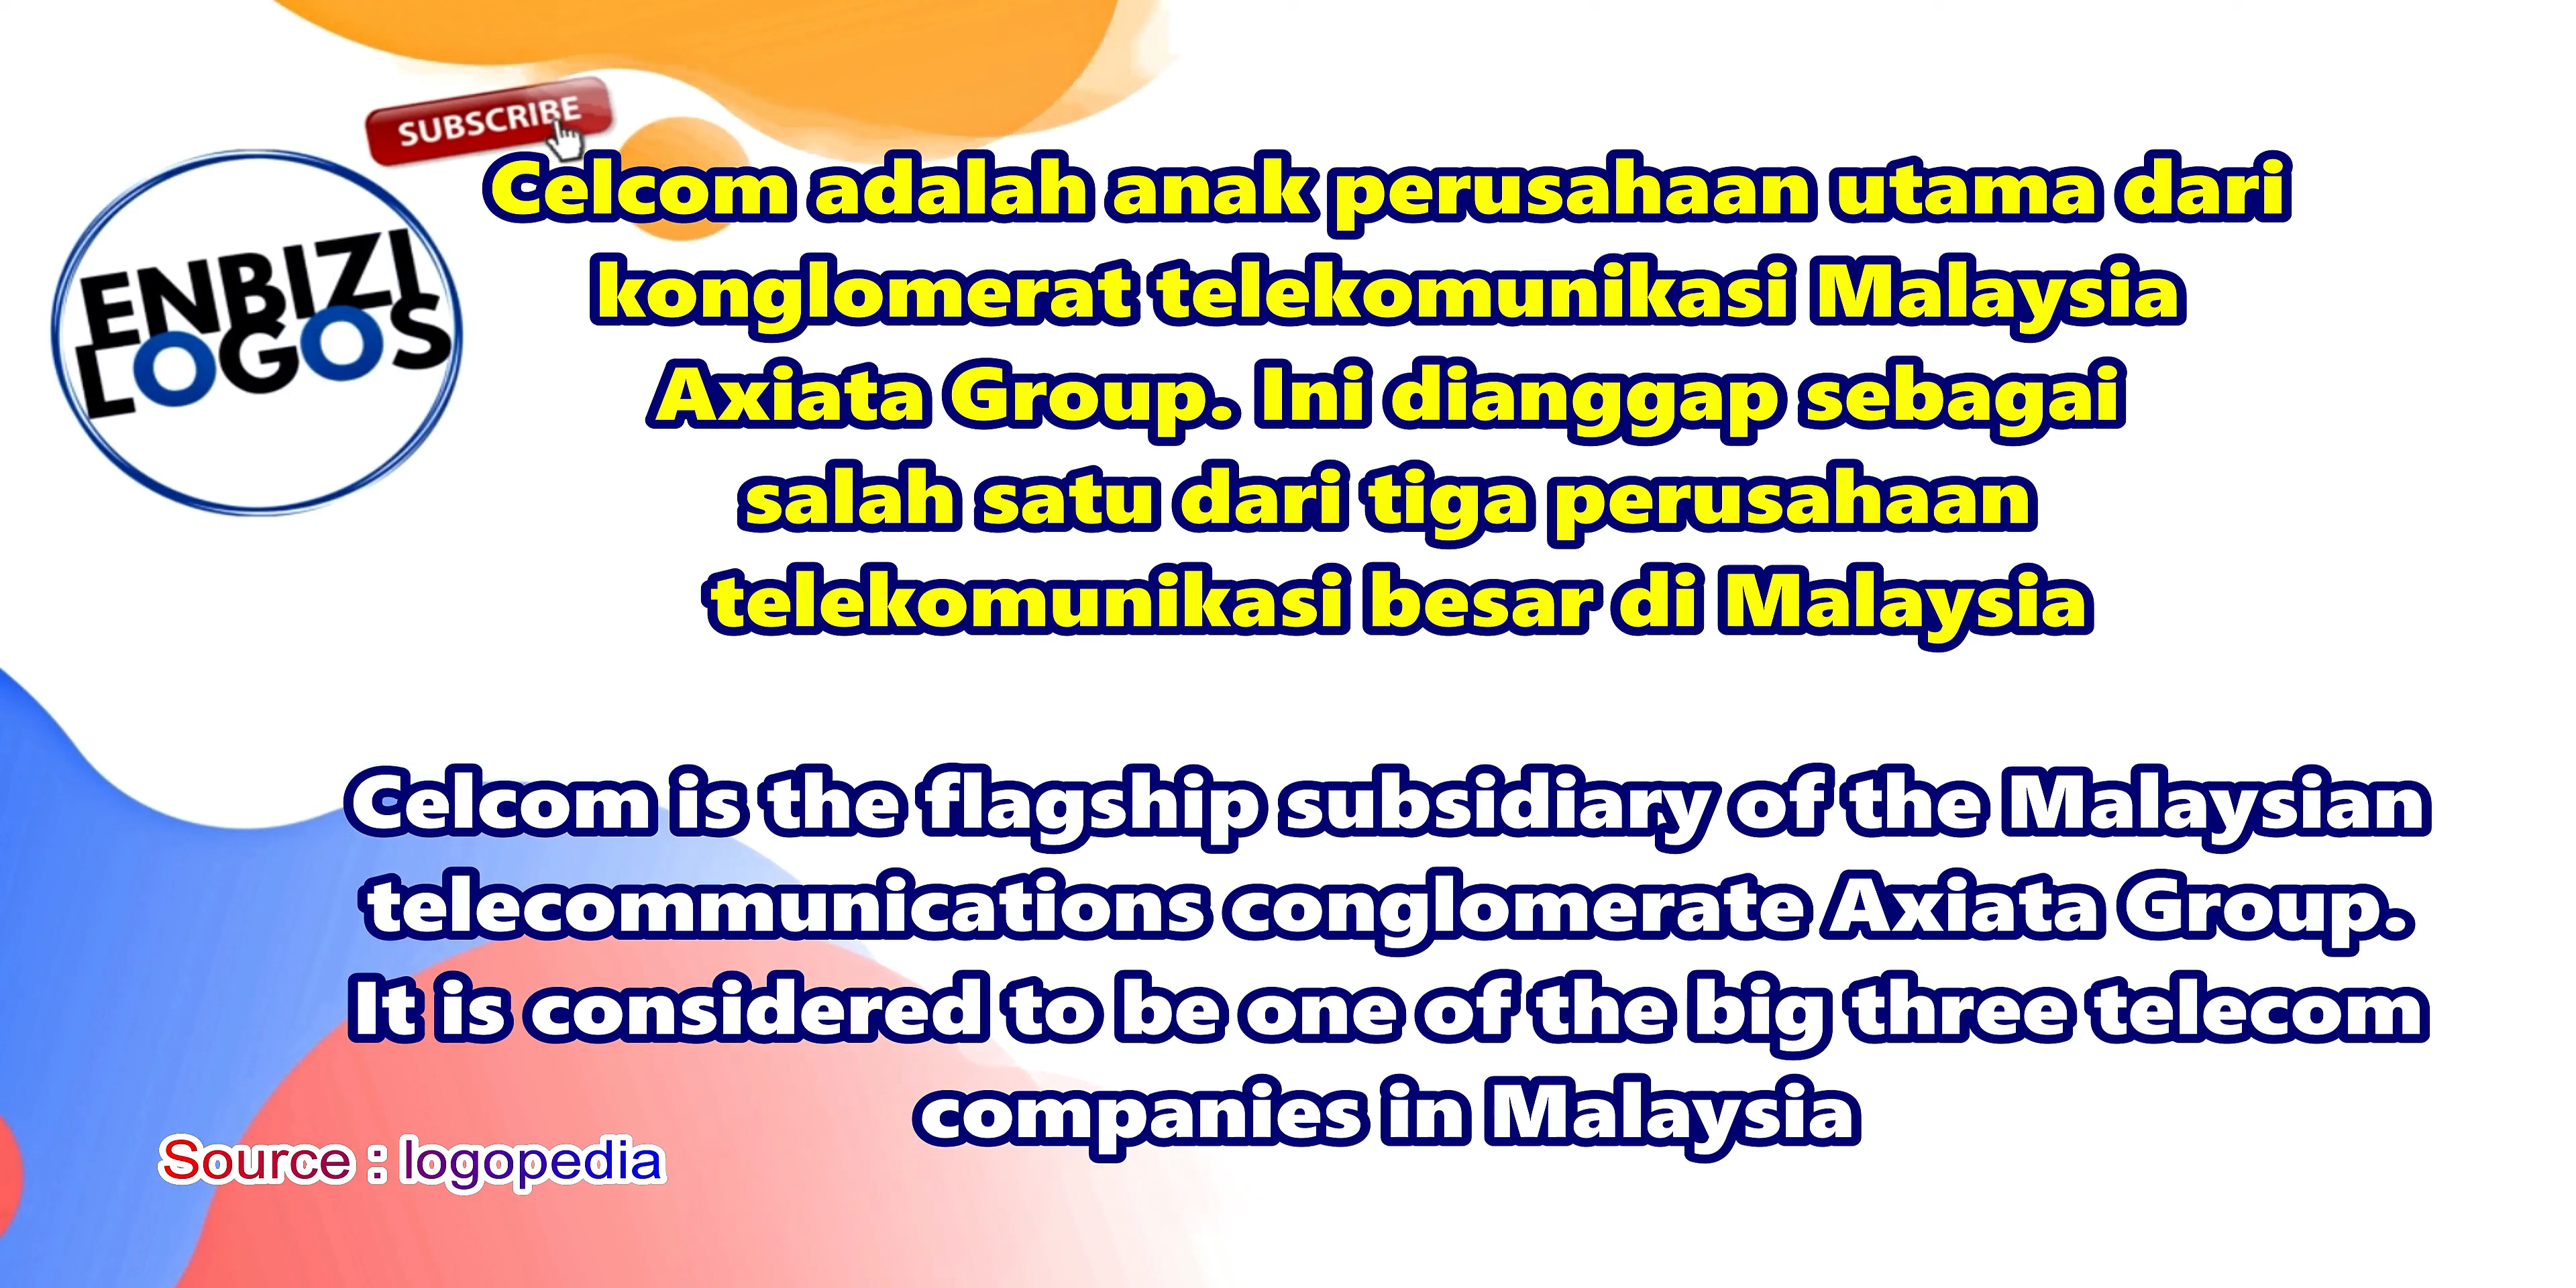 SUBSCRIBE
ENBIZI
LOGOS
Celcom adalah anak perusahaan utama dari
konglomerat telekomunikasi Malaysia
Axiata Group. Ini dianggap sebagai
salah satu dari tiga perusahaan
telekomunikasi besar di Malaysia
Celcom is the flagship subsidiary of the Malaysian
telecommunications conglomerate Axiata Group.
It is considered to be one of the big three telecom
companies in Malaysia
Source : logopedia